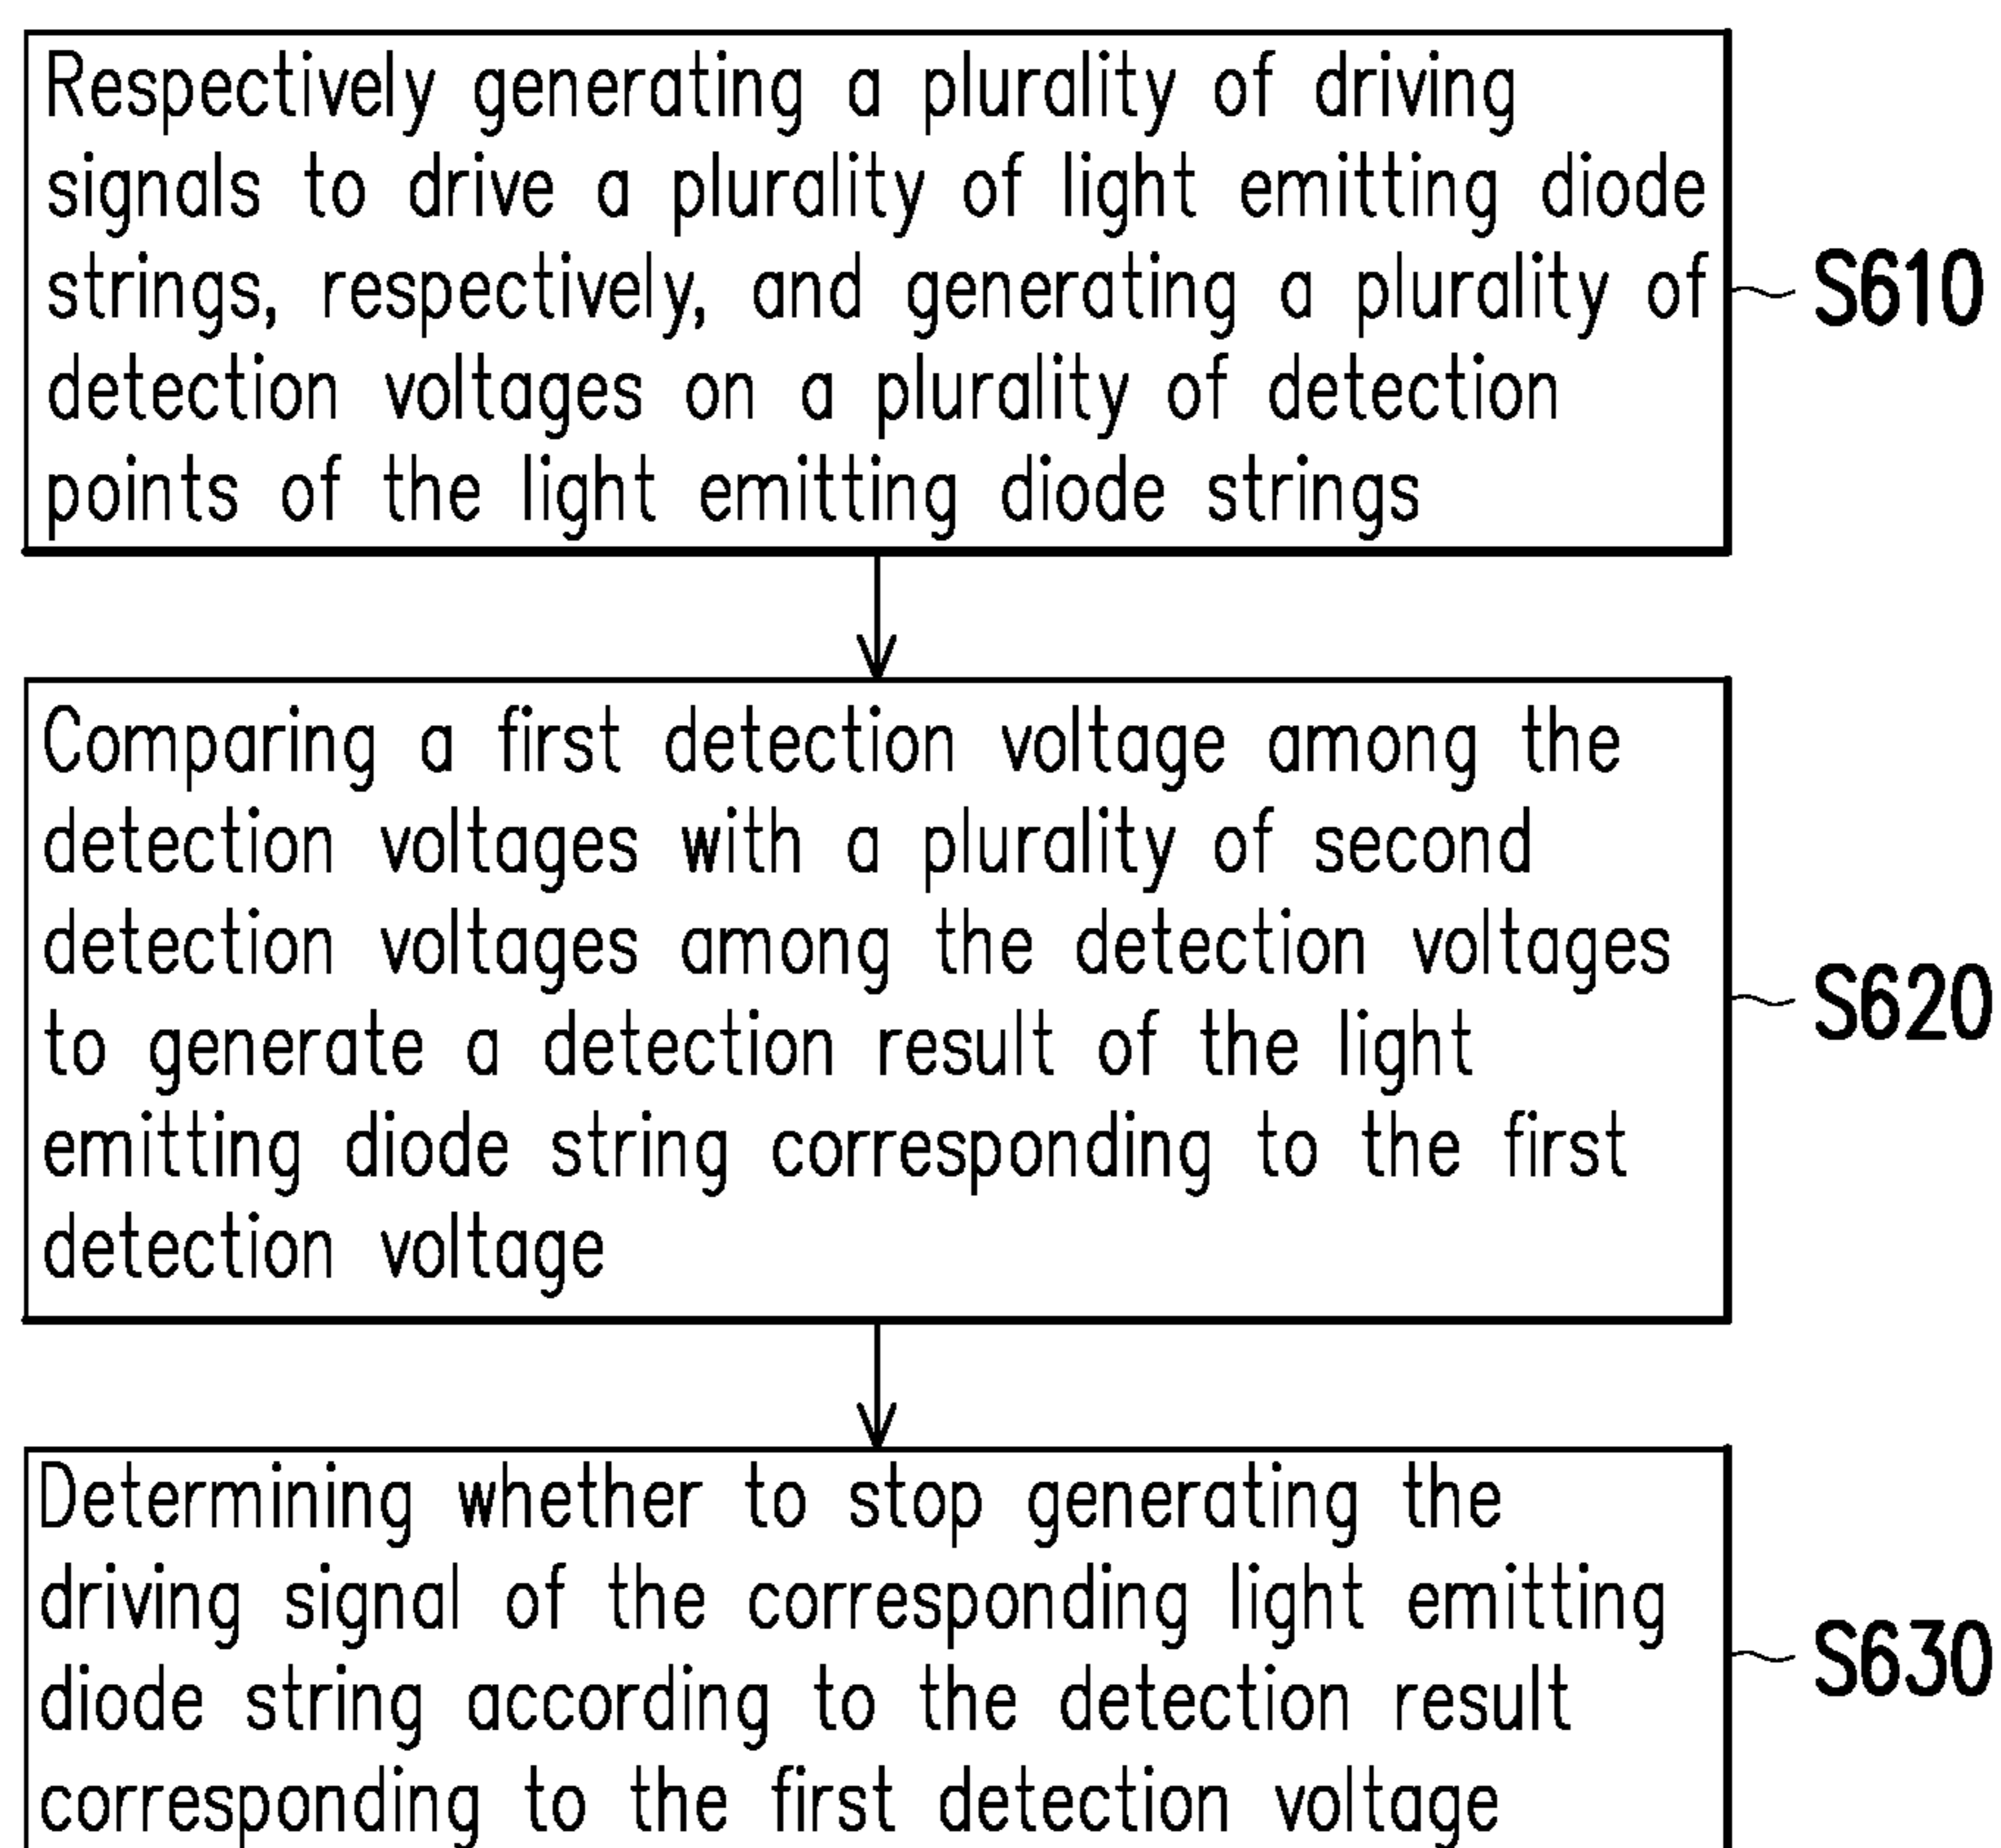 Respectively generating a plurality of driving
signals to drive a plurality of light emitting diode
strings, respectively, and generating a plurality of
detection voltages on a plurality of detection
points of the light emitting diode strings
S610
Comparing a first detection voltage among the
detection voltages with a plurality of second
detection voltages among the detection voltages
to generate a detection result of the light
emitting diode string corresponding to the first
detection voltage
S620
Determining whether to stop generating the
driving signal of the corresponding light emitting
diode string according to the detection result
corresponding to the first detection voltage
S630